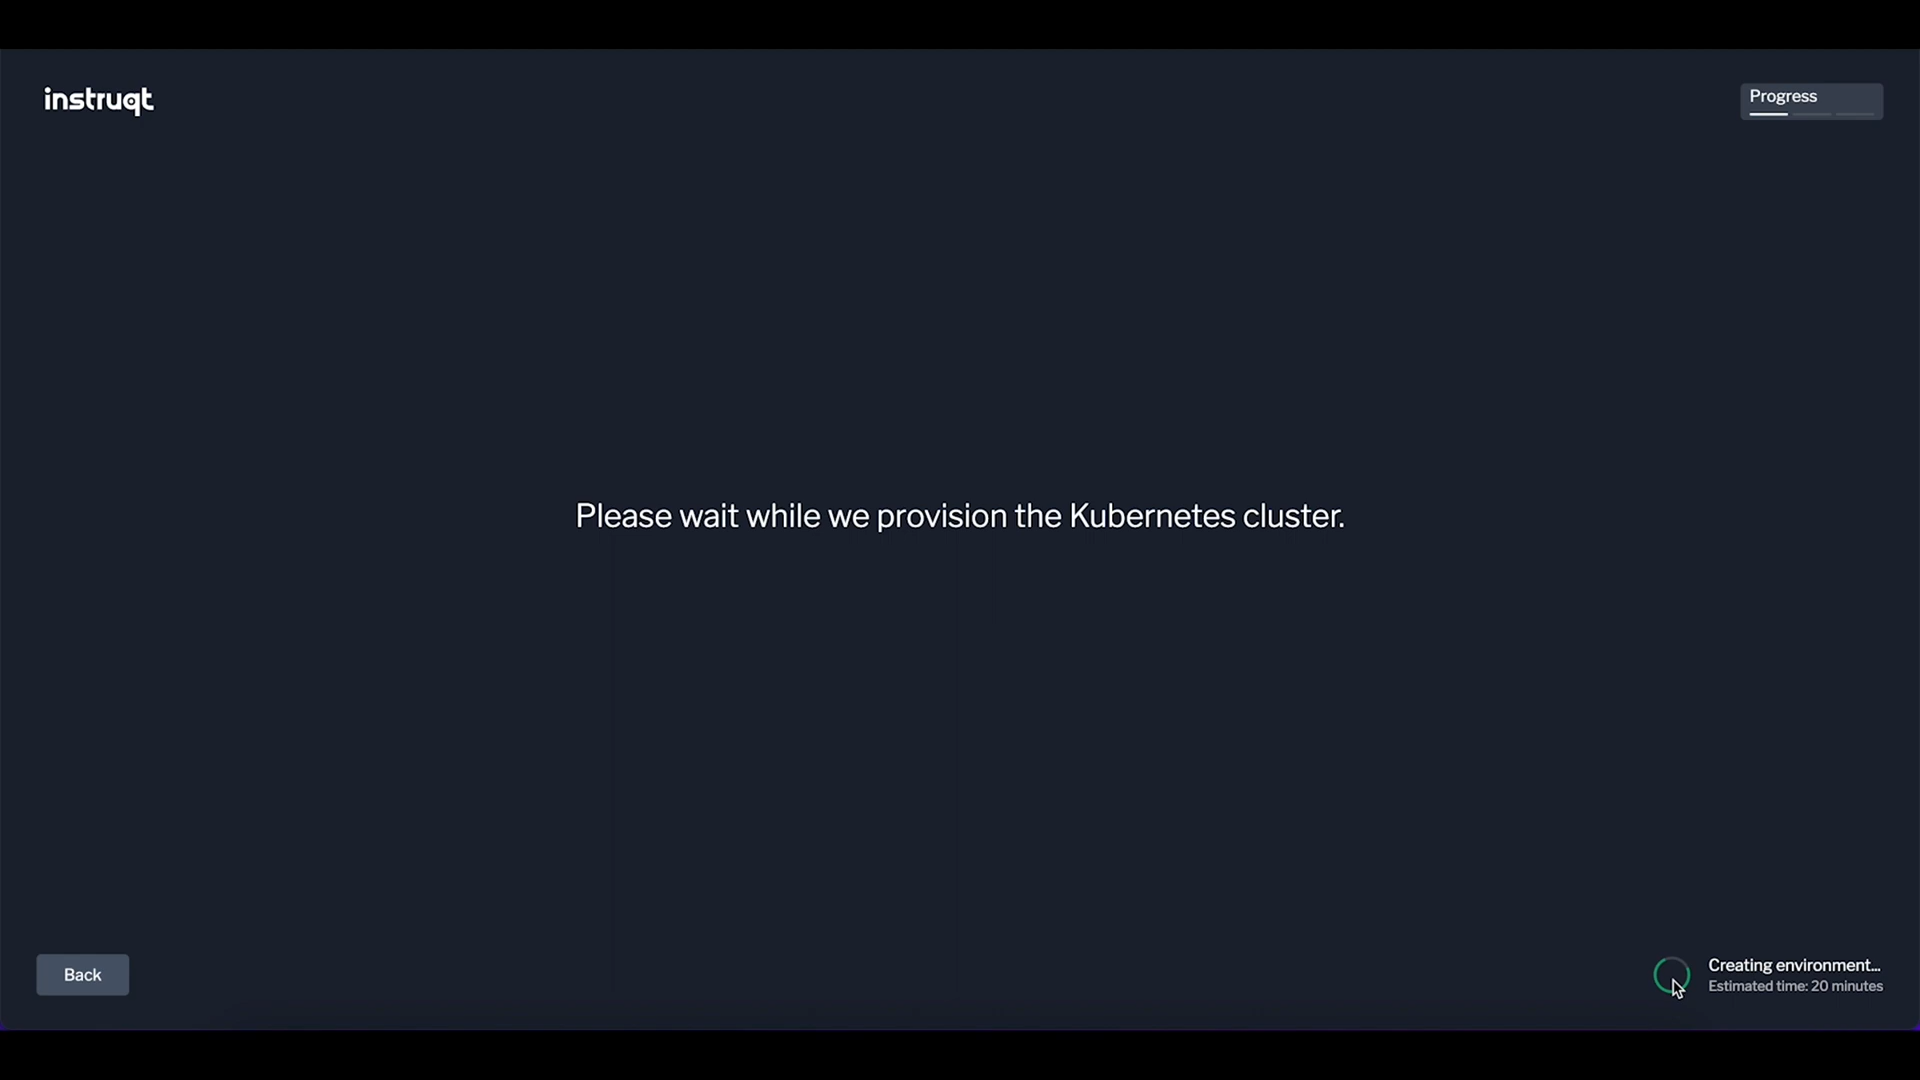 instruqt
Progress
Please wait while we provision the Kubernetes cluster.
Back
Creating environment...
Estimated time: 20 minutes